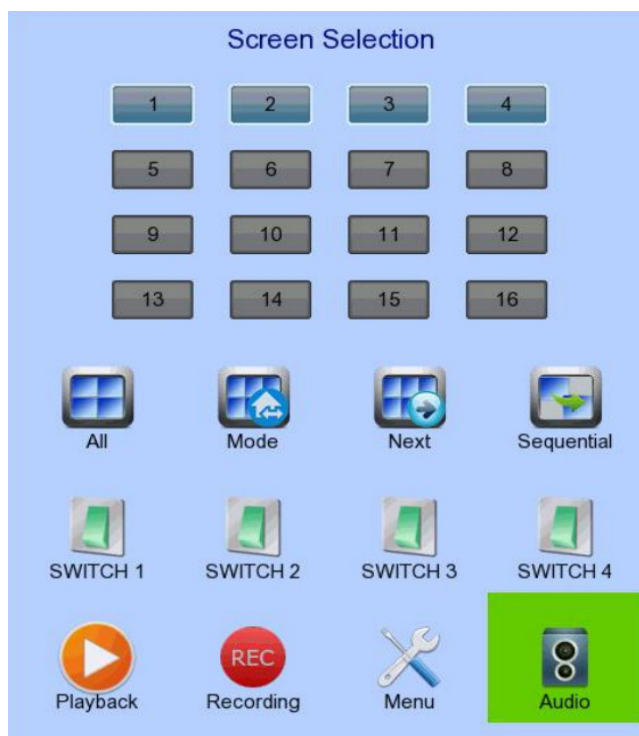 Screen Selection
1 2 3 4
5 6 7 8
9 10 11 12
13 14 15 16
All Mode Next Sequential
SWITCH 1 SWITCH 2 SWITCH 3 SWITCH 4
REC
Playback Recording Menu Audio